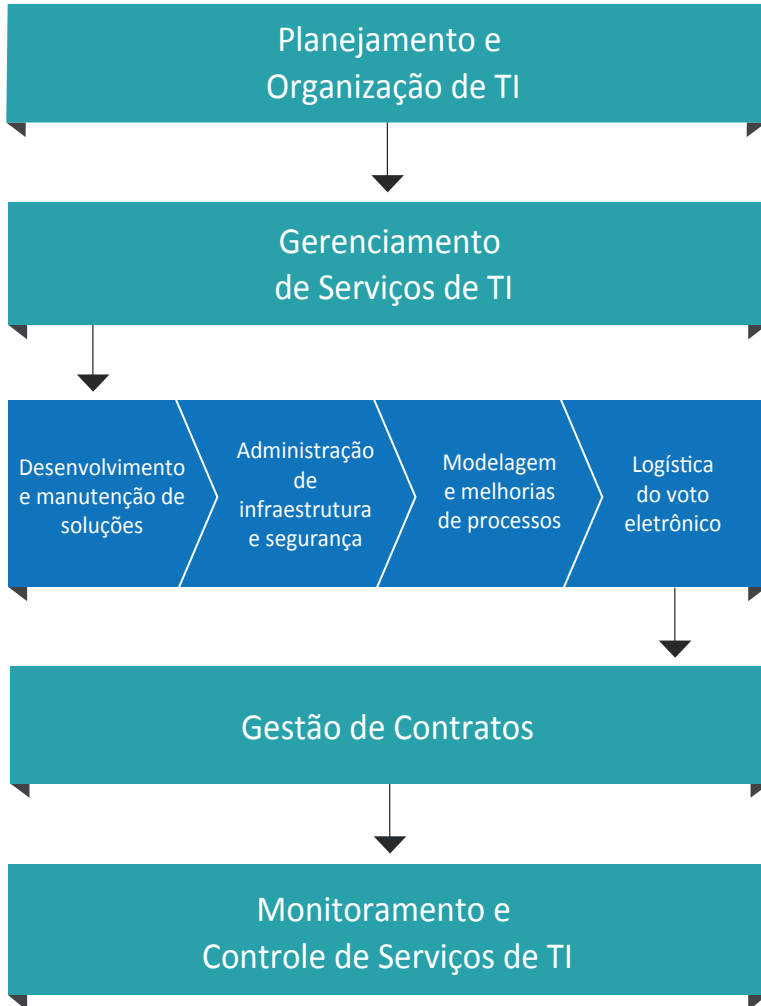 Planejamento e
Organização de TI
Gerenciamento
de Serviços de TI
Desenvolvimento
e manutenção de
soluções
Administração
de
infraestrutura
e segurança
Modelagem
e melhorias
de processos
Logística
do voto
eletrônico
Gestão de Contratos
Monitoramento e
Controle de Serviços de TI